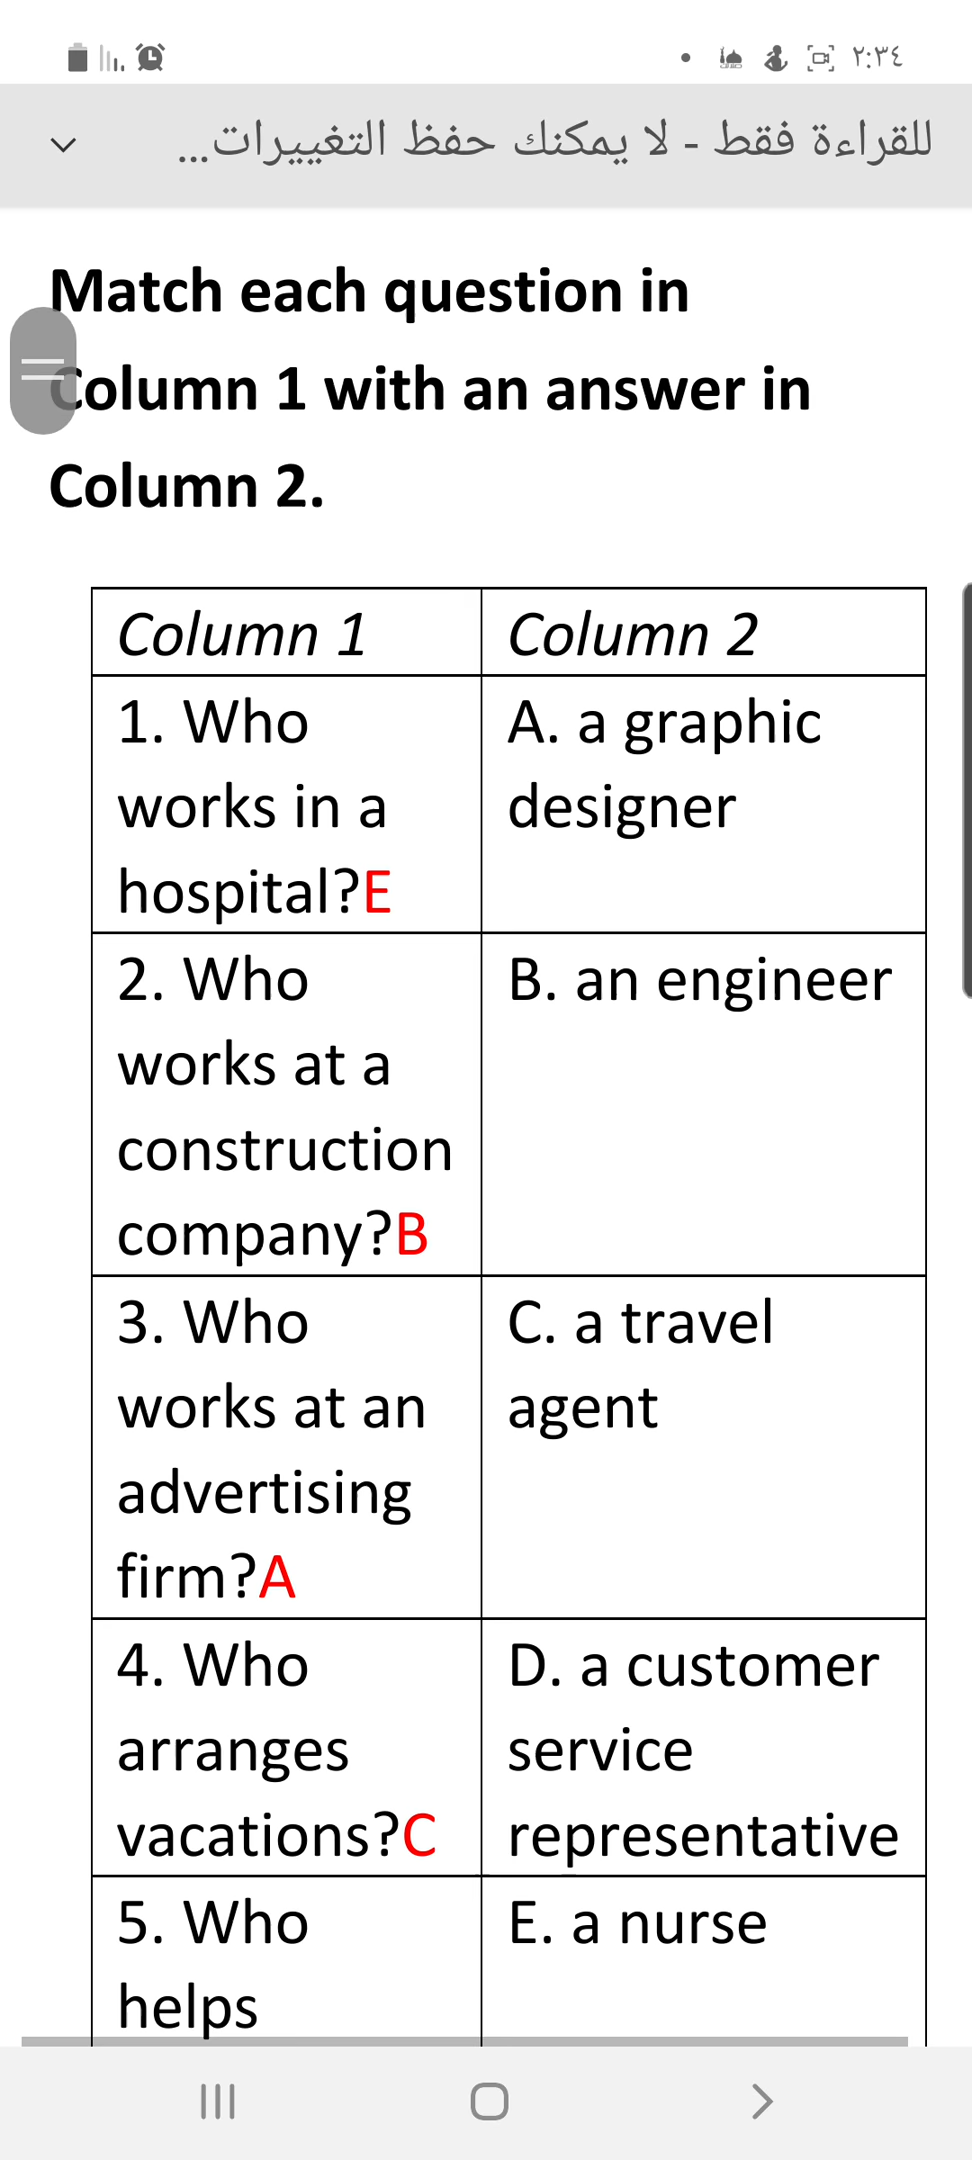 ٢:٣٤
للقراءة فقط - لا يمكنك حفظ التغييرات...
Match each question in
Column 1 with an answer in
Column 2.
Column 1
Column 2
1. Who
works in a
hospital?E
A. a graphic
designer
2. Who
works at a
construction
company?B
B. an engineer
3. Who
works at an
advertising
firm?A
C. a travel
agent
4. Who
arranges
vacations?C
D. a customer
service
representative
5. Who
helps
E. a nurse